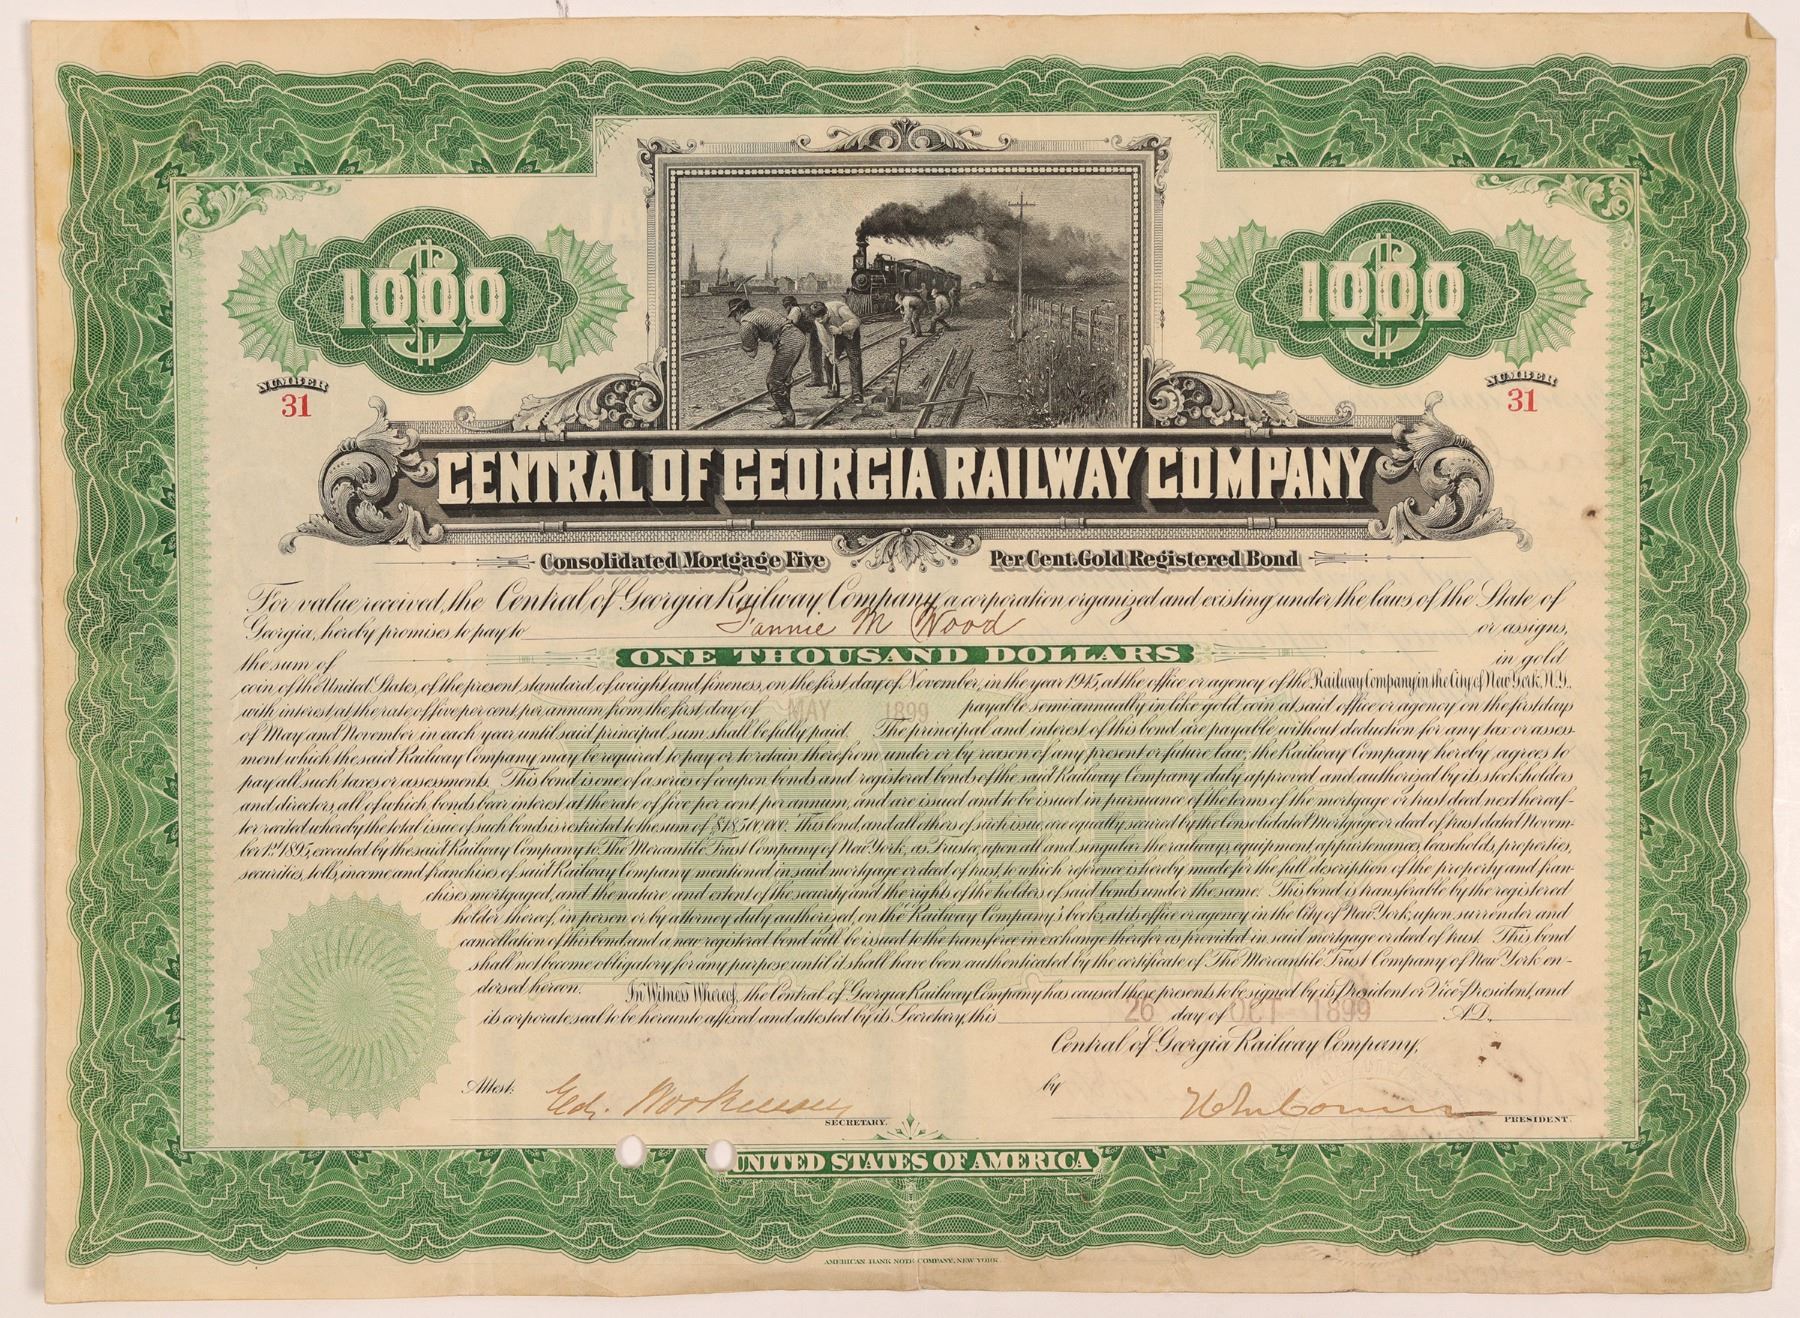 1000
1000
NUMBER
31
NUMBER
31
CENTRAL OF GEORGIA RAILWAY COMPANY
Consolidated Mortgage Five Per Cent. Gold Registered Bond
For value received, the Central of Georgia Railway Company, a corporation organized and existing under the laws of the State of
Georgia, hereby promises to pay to Fannie M Wood or assigns,
the sum of ONE THOUSAND DOLLARS in gold
coin of the United States, of the present standard of weight and fineness, on the first day of November, in the year 1945, at the office or agency of the Railway Company in the City of New York, N.Y.,
with interest at the rate of five per cent. per annum from the first day of MAY 1899 payable semi-annually in like gold coin at said office or agency on the first days
of May and November in each year until said principal sum shall be fully paid. The principal and interest of this bond are payable without deduction for any tax or assess-
ment which the said Railway Company may be required to pay or to retain therefrom under or by reason of any present or future law; the Railway Company hereby agrees to
pay all such taxes or assessments. This bond is one of a series of coupon bonds and registered bonds of the said Railway Company duly approved and authorized by its stockholders
and directors, all of which bonds bear interest at the rate of five per cent. per annum, and are issued and to be issued in pursuance of the terms of the mortgage or trust deed next hereaf-
ter recited whereby the total issue of such bonds is restricted to the sum of $18,500,000. This bond, and all others of such issue, are equally secured by the Consolidated Mortgage or deed of trust dated Novem-
ber 1st 1895, executed by the said Railway Company to The Mercantile Trust Company of New York, as Trustee, upon all and singular the railways, equipment, appurtenances, leaseholds, properties,
securities, tolls, income and franchises of said Railway Company mentioned in said mortgage or deed of trust, to which reference is hereby made for the full description of the property and fran-
chises mortgaged, and the nature and extent of the security and the rights of the holders of said bonds under the same. This bond is transferable by the registered
holder thereof, in person or by attorney duly authorized, on the Railway Company's books, at its office or agency in the City of New York, upon surrender and
cancellation of this bond, and a new registered bond will be issued to the transferee in exchange therefor as provided in said mortgage or deed of trust. This bond
shall not become obligatory for any purpose until it shall have been authenticated by the certificate of The Mercantile Trust Company of New York en-
dorsed hereon. In Witness Whereof, the Central of Georgia Railway Company has caused these presents to be signed by its President or Vice-President, and
its corporate seal to be hereunto affixed and attested by its Secretary, this 26 day of OCT 1899 A.D.
Central of Georgia Railway Company,
Attest:
SECRETARY.
by
PRESIDENT.
UNITED STATES OF AMERICA
AMERICAN BANK NOTE COMPANY, NEW YORK.